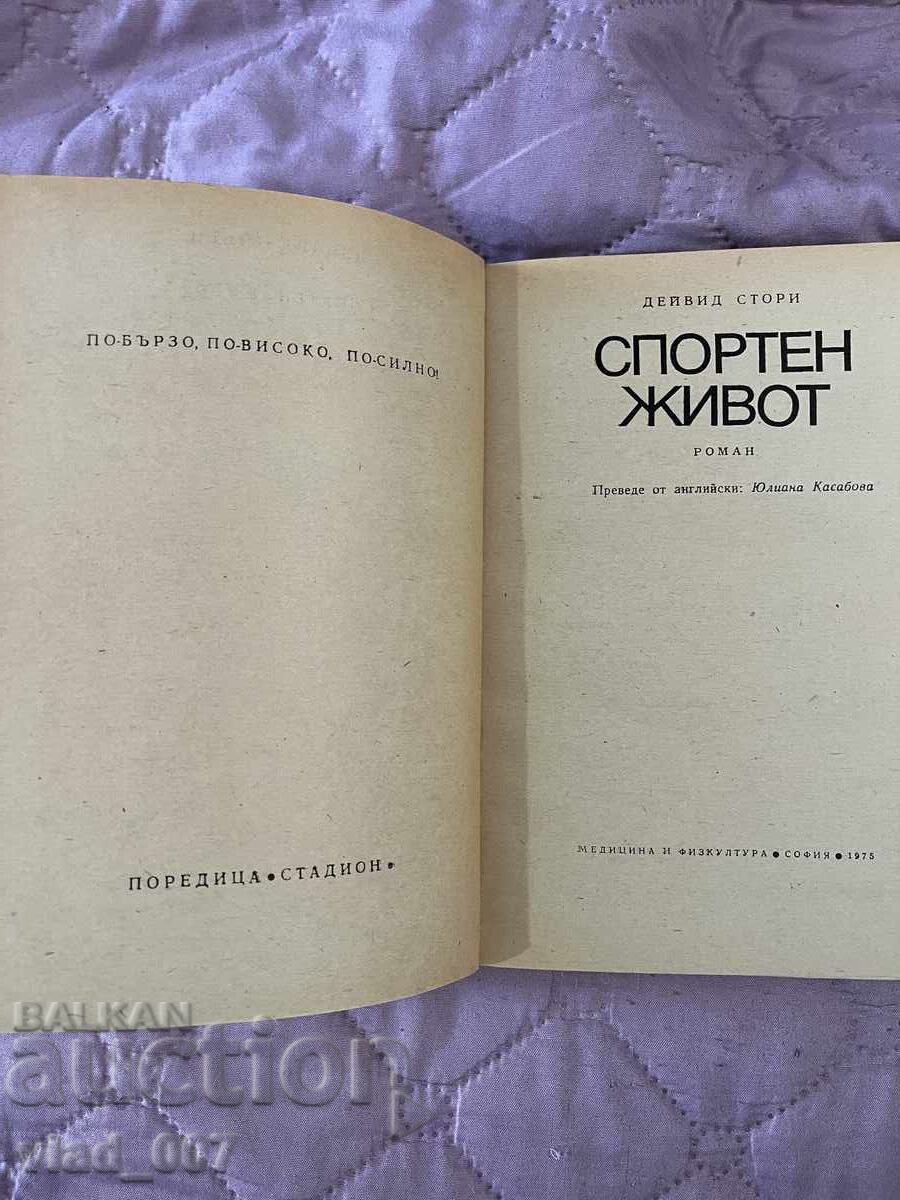 ПО-БЪРЗО, ПО-ВИСОКО, ПО-СИЛНО!
ПОРЕДИЦА • СТАДИОН •
ДЕЙВИД СТОРИ
СПОРТЕН
ЖИВОТ
РОМАН
Преведе от английски: Юлиана Касабова
МЕДИЦИНА И ФИЗКУЛТУРА • СОФИЯ • 1975
BALKAN
auction
vlad_007